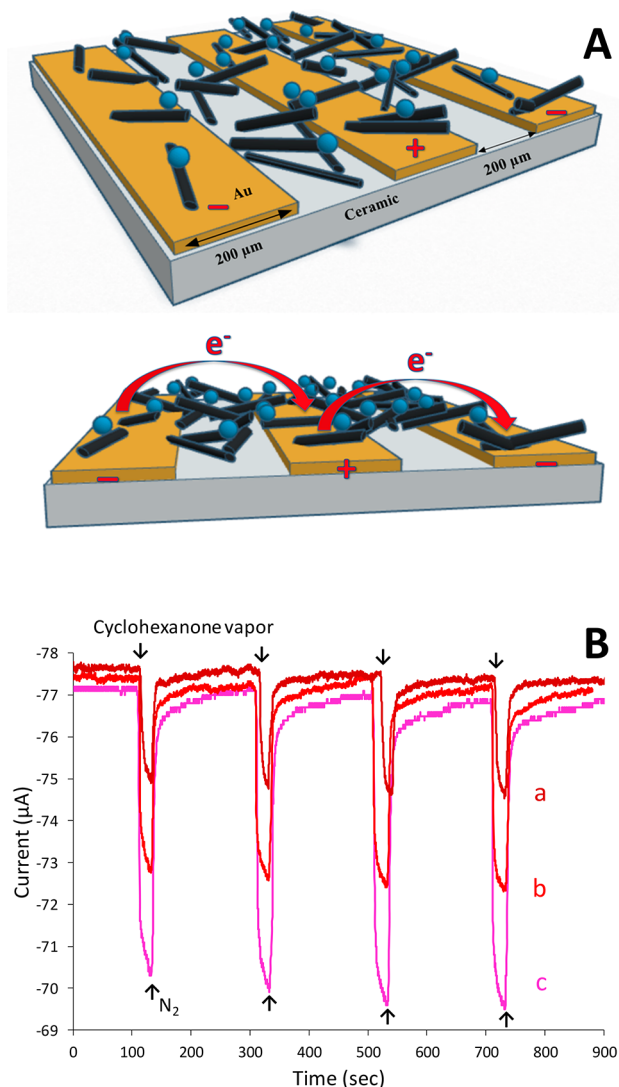 A
Au
−
+
−
200 µm
200 µm
Ceramic
e-
e-
−
+
−
B
Cyclohexanone vapor
-78
-77
-76
-75
-74
-73
-72
-71
-70
-69
Current (µA)
a
b
c
N2
0 100 200 300 400 500 600 700 800 900
Time (sec)